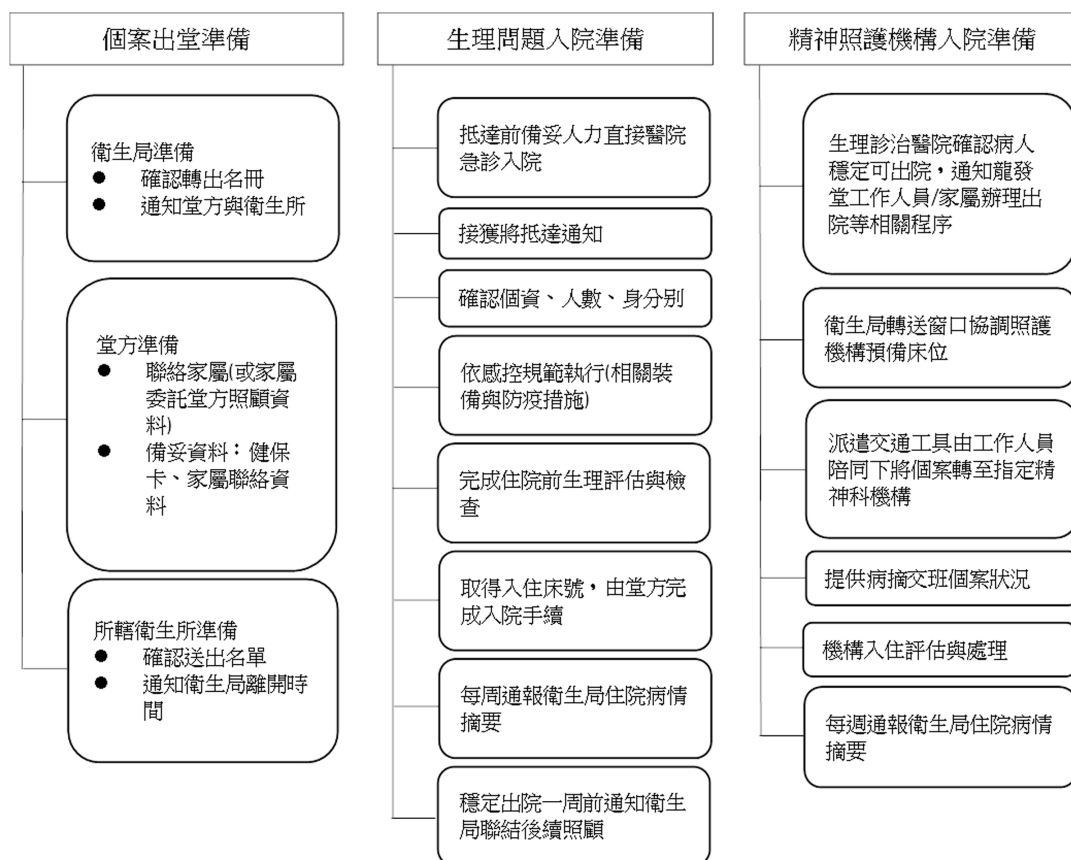 個案出堂準備
衛生局準備
● 確認轉出名冊
● 通知堂方與衛生所
堂方準備
● 聯絡家屬(或家屬
委託堂方照顧資
料)
● 備妥資料：健保
卡、家屬聯絡資
料
所轄衛生所準備
● 確認送出名單
● 通知衛生局離開時
間
生理問題入院準備
抵達前備妥人力直接醫院
急診入院
接獲將抵達通知
確認個資、人數、身分別
依感控規範執行(相關裝
備與防疫措施)
完成住院前生理評估與檢
查
取得入住床號，由堂方完
成入院手續
每周通報衛生局住院病情
摘要
穩定出院一周前通知衛生
局聯結後續照顧
精神照護機構入院準備
生理診治醫院確認病人
穩定可出院，通知龍發
堂工作人員/家屬辦理出
院等相關程序
衛生局轉送窗口協調照護
機構預備床位
派遣交通工具由工作人員
陪同下將個案轉至指定精
神科機構
提供病摘交班個案狀況
機構入住評估與處理
每週通報衛生局住院病情
摘要